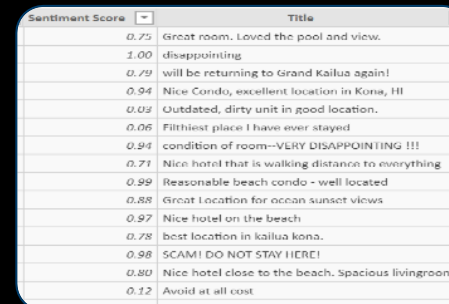 Sentiment Score Title
0.75 Great room. Loved the pool and view.
1.00 disappointing
0.79 will be returning to Grand Kailua again!
0.94 Nice Condo, excellent location in Kona, HI
0.03 Outdated, dirty unit in good location.
0.06 Filthiest place I have ever stayed
0.94 condition of room--VERY DISAPPOINTING !!!
0.71 Nice hotel that is walking distance to everything
0.99 Reasonable beach condo - well located
0.88 Great Location for ocean sunset views
0.97 Nice hotel on the beach
0.78 best location in kailua kona.
0.98 SCAM! DO NOT STAY HERE!
0.80 Nice hotel close to the beach. Spacious livingroon
0.12 Avoid at all cost